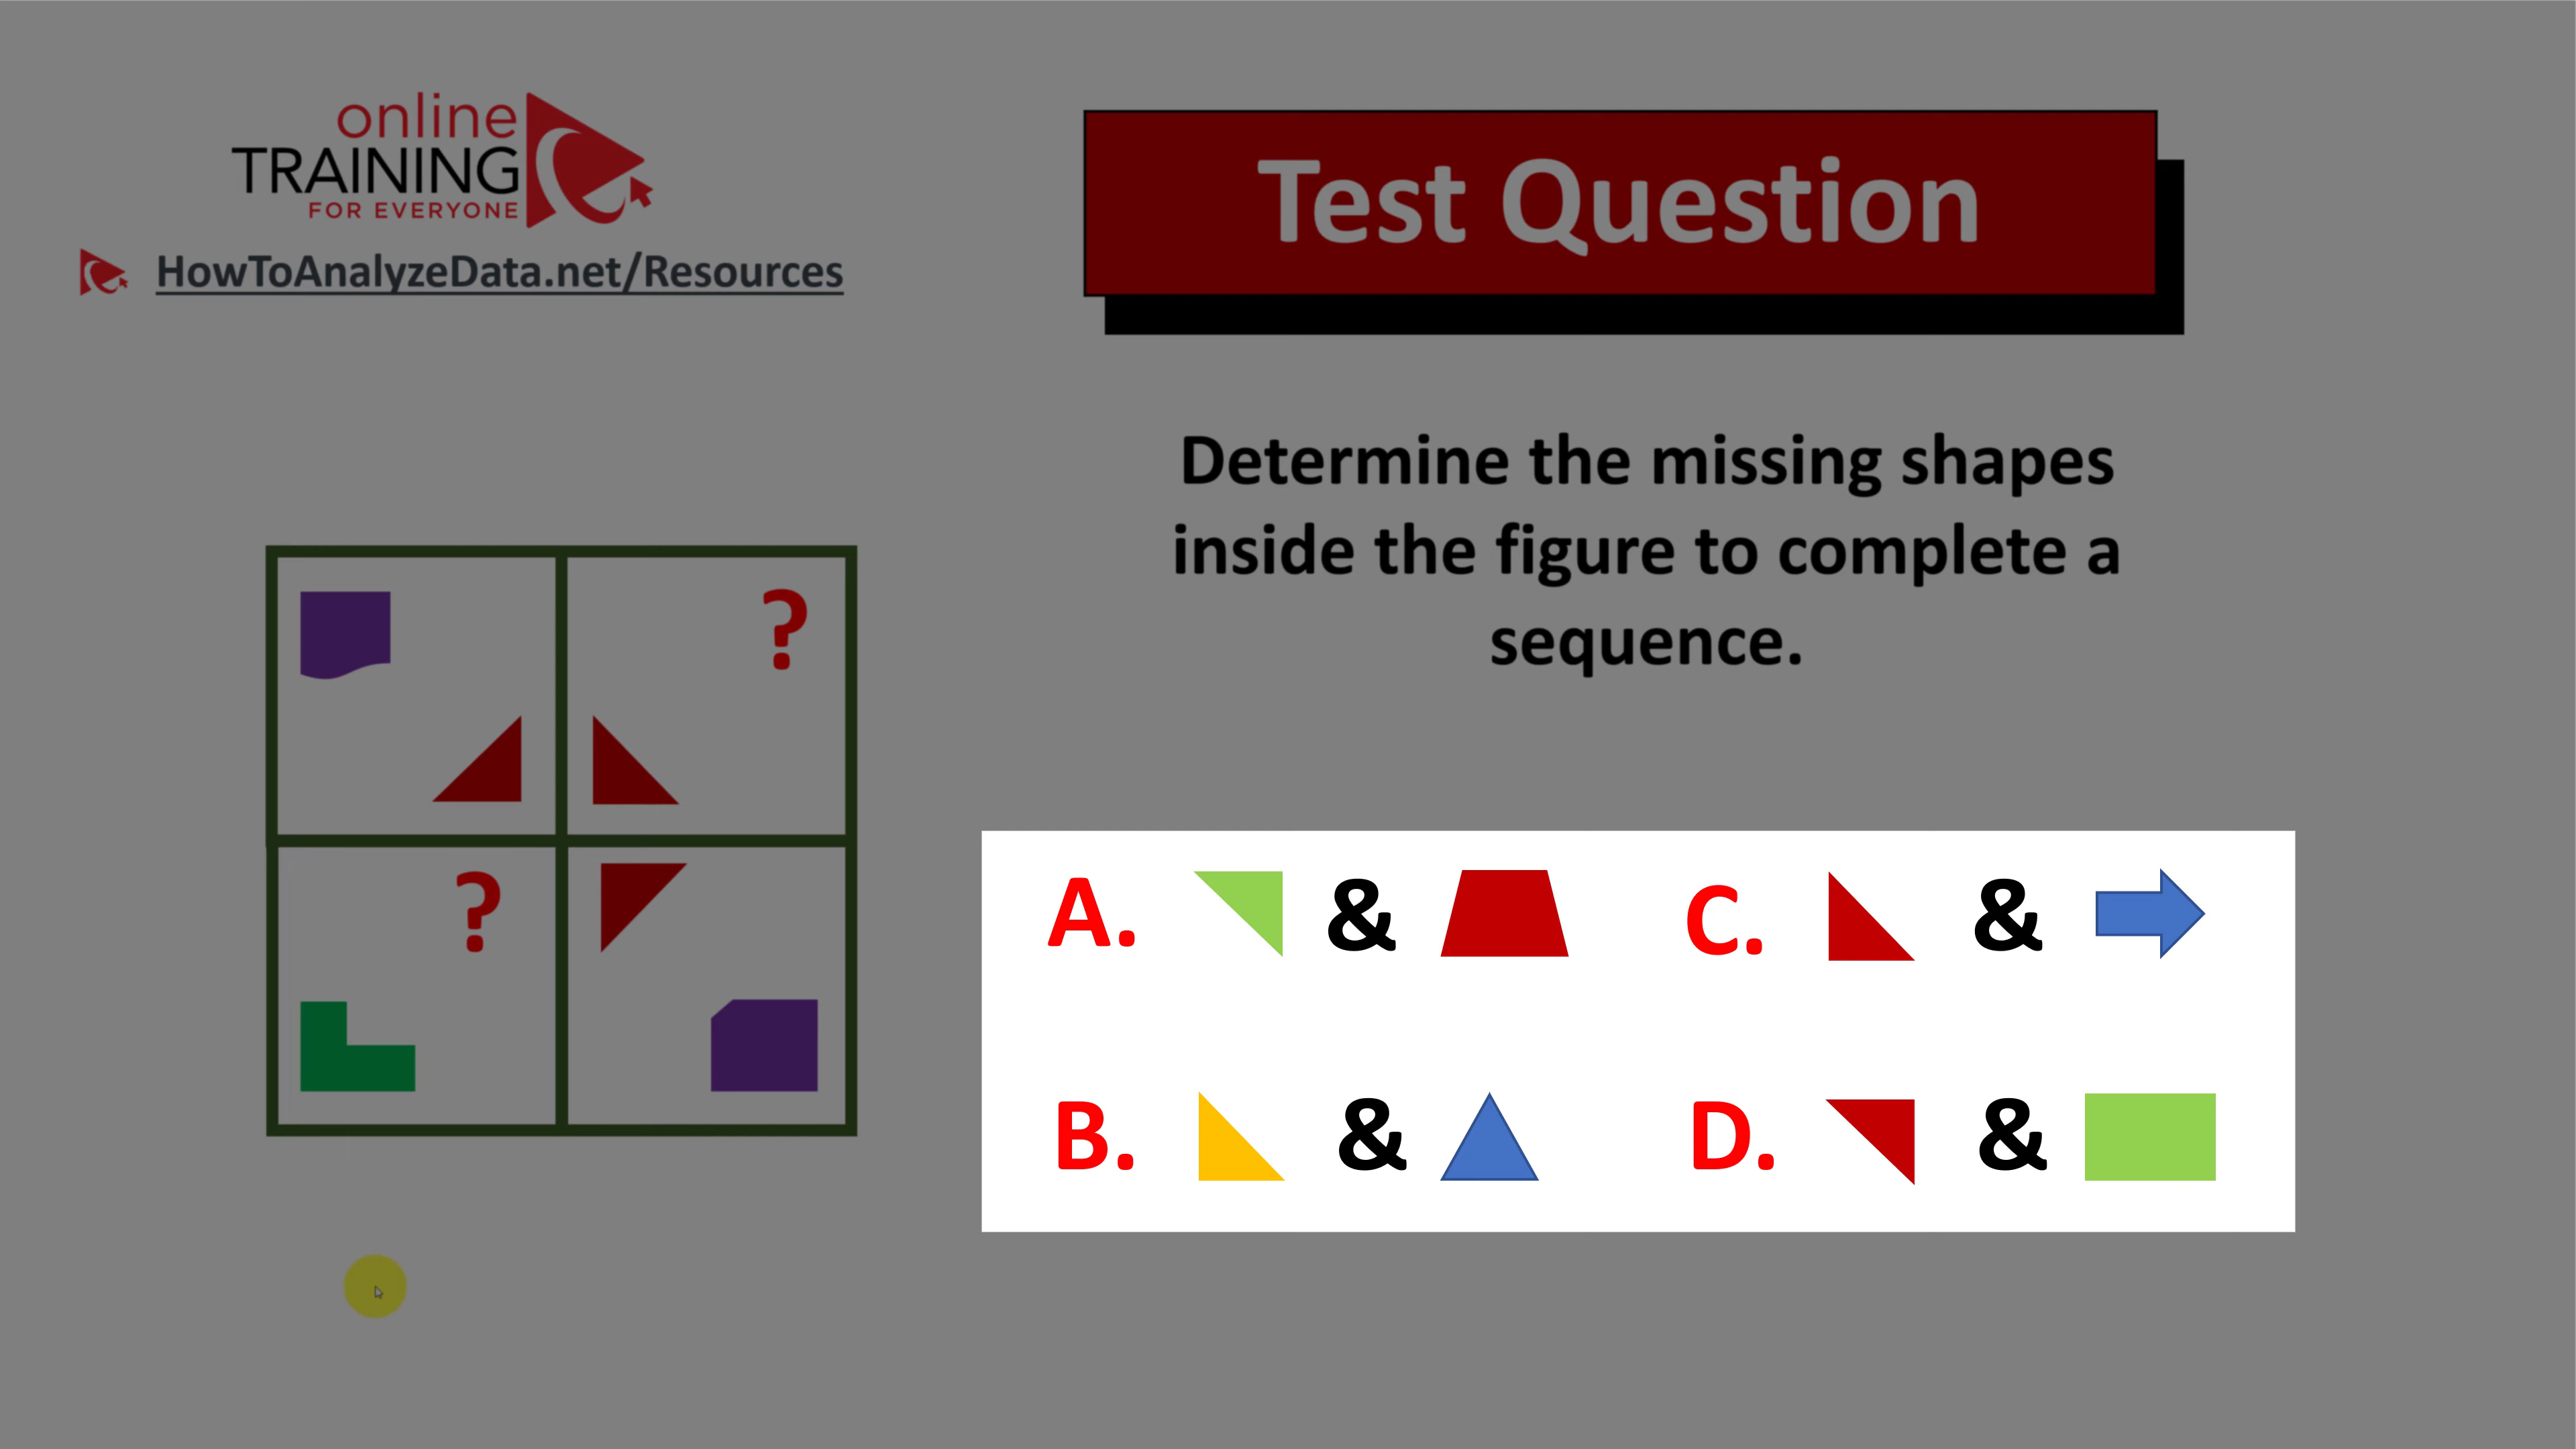 online
TRAINING
FOR EVERYONE
HowToAnalyzeData.net/Resources
Test Question
Determine the missing shapes
inside the figure to complete a
sequence.
?
?
A. & C. &
B. & D. &